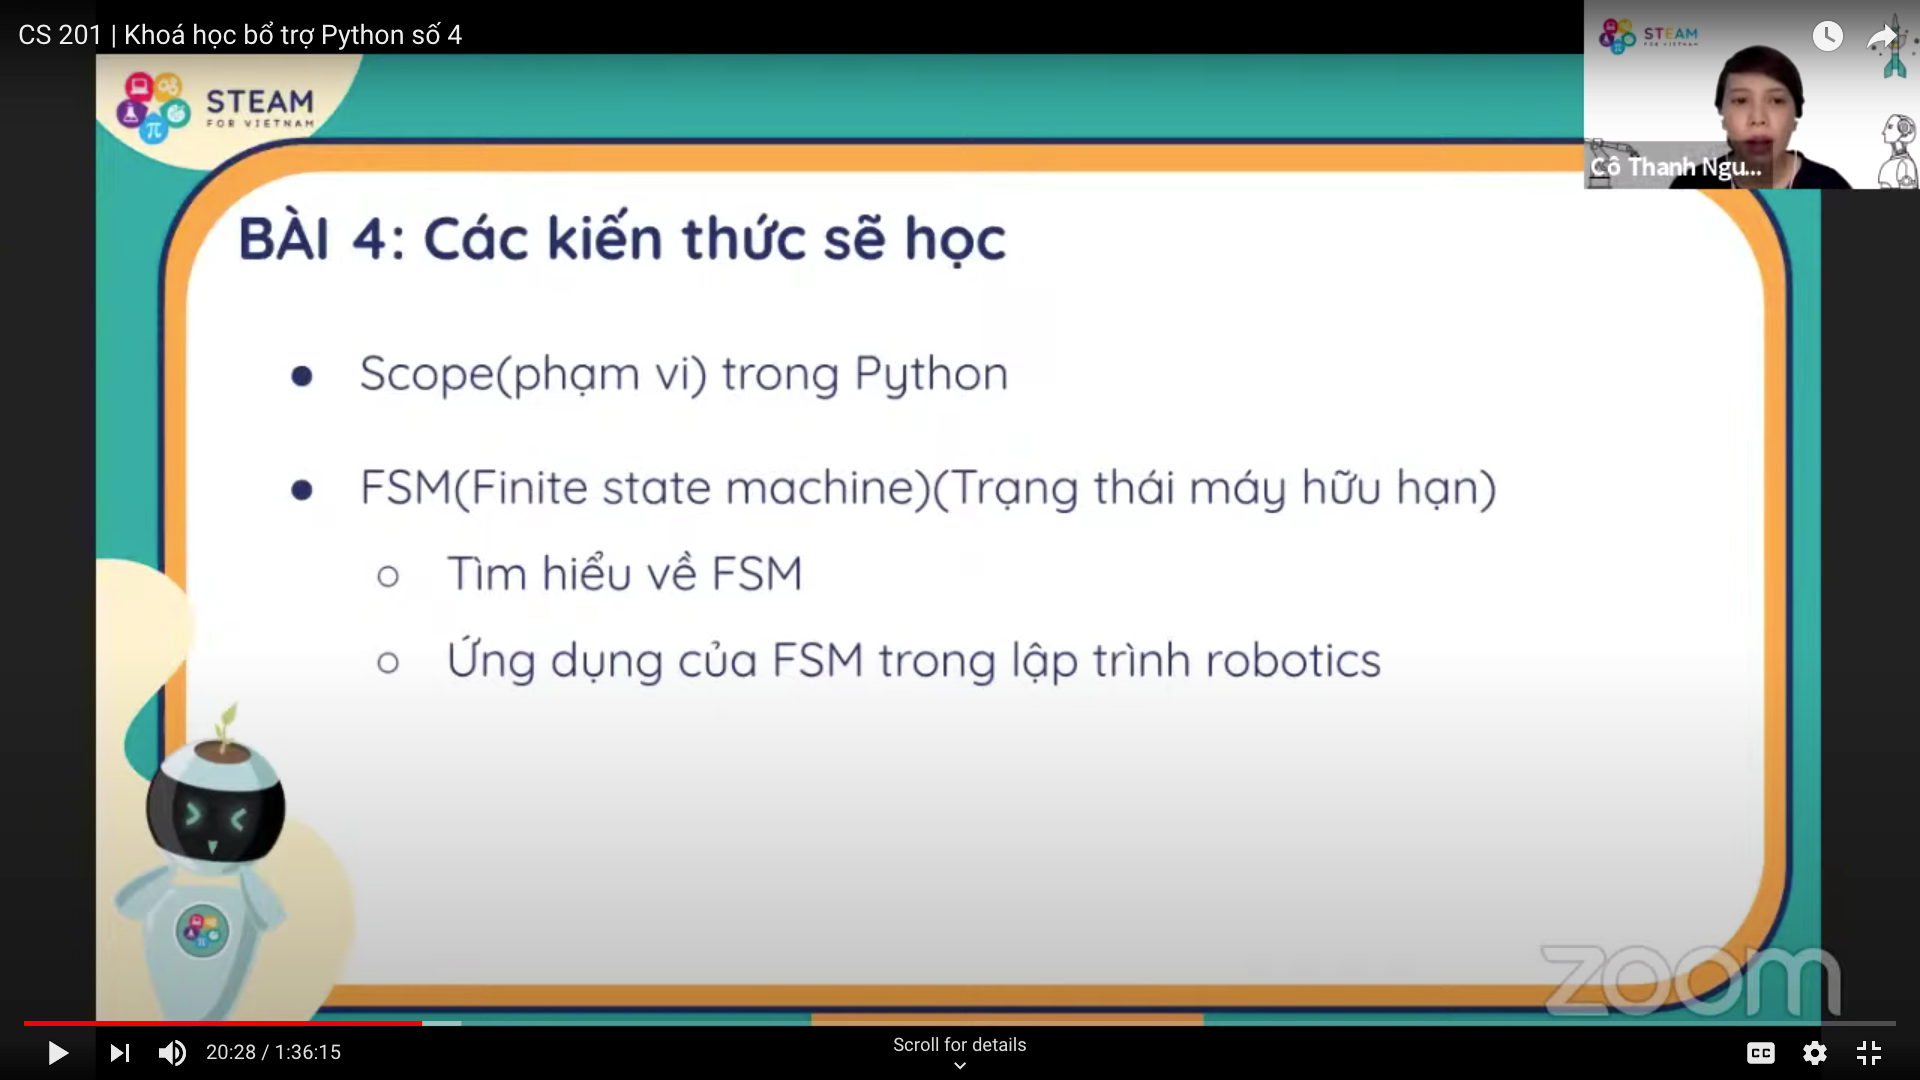 CS 201 | Khoá học bổ trợ Python số 4
STEAM
FOR VIETNAM
STEAM
FOR VIETNAM
Cô Thanh Ngu...
BÀI 4: Các kiến thức sẽ học
● Scope(phạm vi) trong Python
● FSM(Finite state machine)(Trạng thái máy hữu hạn)
○ Tìm hiểu về FSM
○ Ứng dụng của FSM trong lập trình robotics
π
zoom
20:28 / 1:36:15
Scroll for details
CC